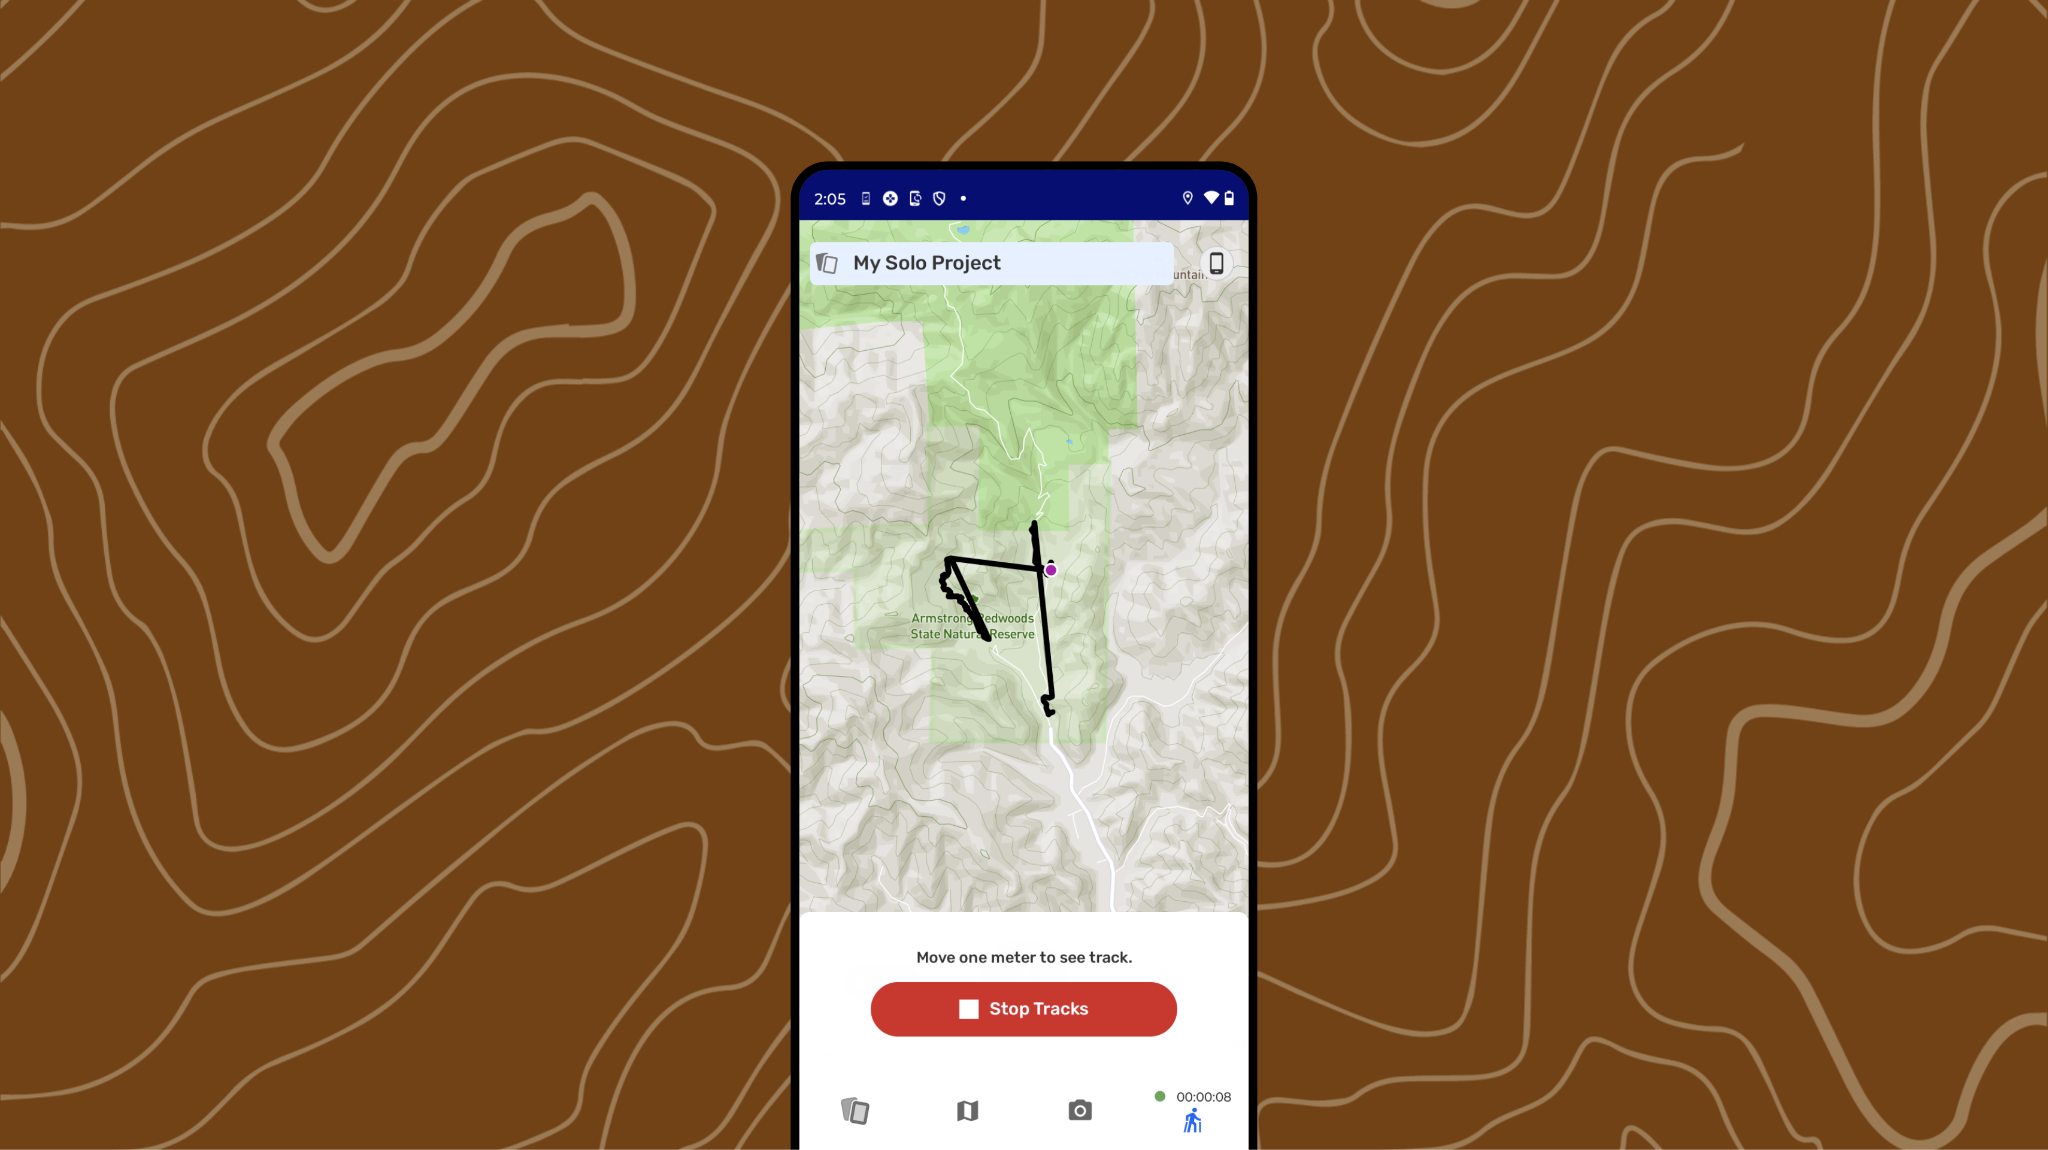 2:05
My Solo Project
untain
Armstrong Redwoods
State Natural Reserve
Move one meter to see track.
Stop Tracks
00:00:08